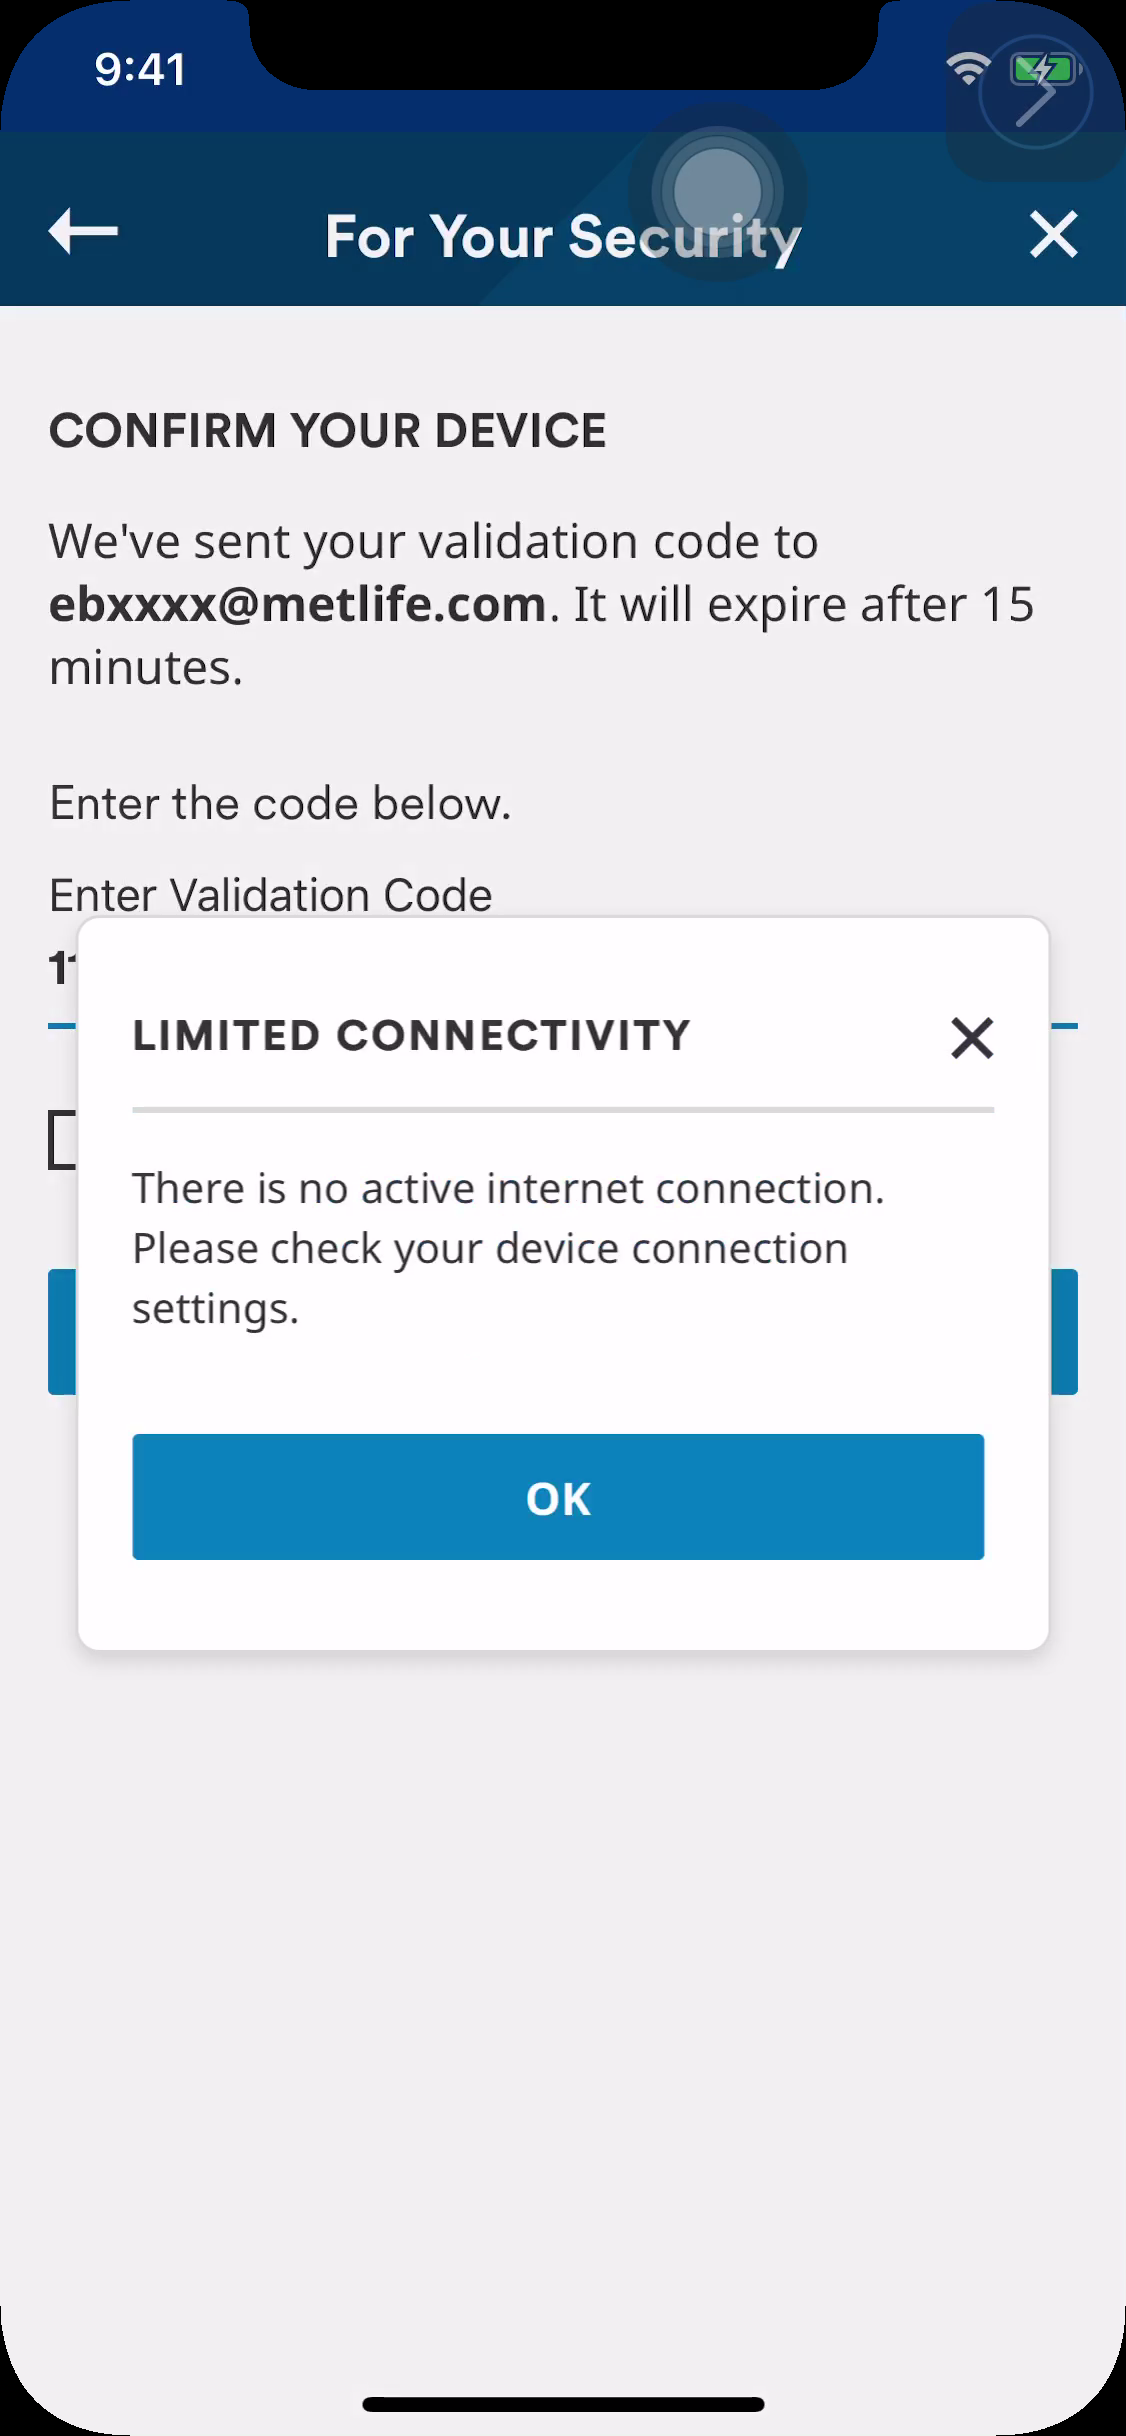 9:41
For Your Security
CONFIRM YOUR DEVICE
We've sent your validation code to
ebxxxx@metlife.com. It will expire after 15
minutes.
Enter the code below.
Enter Validation Code
LIMITED CONNECTIVITY
There is no active internet connection.
Please check your device connection
settings.
OK